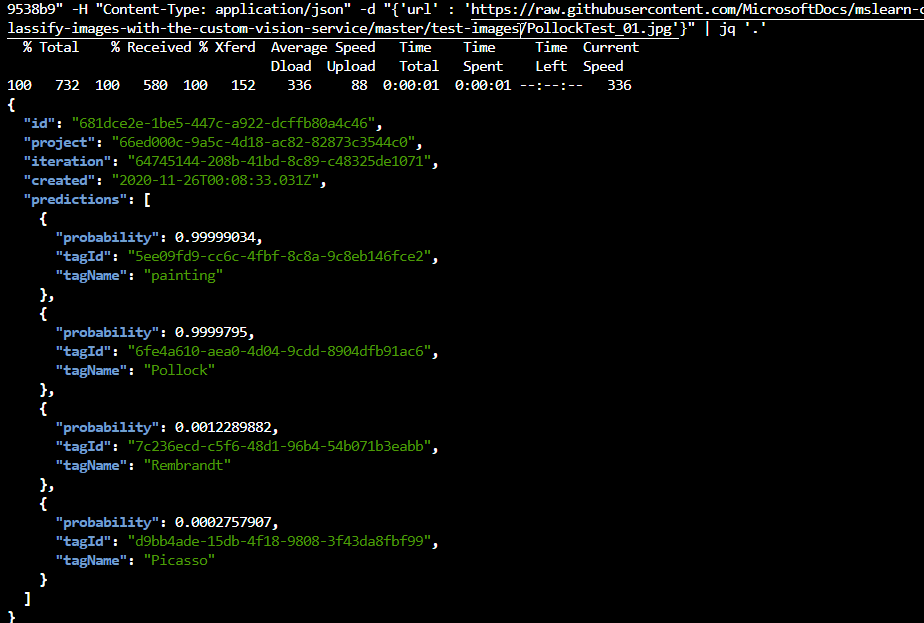 9538b9" -H "Content-Type: application/json" -d "{'url' : 'https://raw.githubusercontent.com/MicrosoftDocs/mslearn-c
lassify-images-with-the-custom-vision-service/master/test-images/PollockTest_01.jpg'}" | jq '.'
  % Total    % Received % Xferd  Average Speed   Time    Time     Time  Current
                                 Dload  Upload   Total   Spent    Left  Speed
100   732  100   580  100   152    336     88  0:00:01  0:00:01 --:--:--   336
{
  "id": "681dce2e-1be5-447c-a922-dcffb80a4c46",
  "project": "66ed000c-9a5c-4d18-ac82-82873c3544c0",
  "iteration": "64745144-208b-41bd-8c89-c48325de1071",
  "created": "2020-11-26T00:08:33.031Z",
  "predictions": [
    {
      "probability": 0.99999034,
      "tagId": "5ee09fd9-cc6c-4fbf-8c8a-9c8eb146fce2",
      "tagName": "painting"
    },
    {
      "probability": 0.9999795,
      "tagId": "6fe4a610-aea0-4d04-9cdd-8904dfb91ac6",
      "tagName": "Pollock"
    },
    {
      "probability": 0.0012289882,
      "tagId": "7c236ecd-c5f6-48d1-96b4-54b071b3eabb",
      "tagName": "Rembrandt"
    },
    {
      "probability": 0.0002757907,
      "tagId": "d9bb4ade-15db-4f18-9808-3f43da8fbf99",
      "tagName": "Picasso"
    }
  ]
}